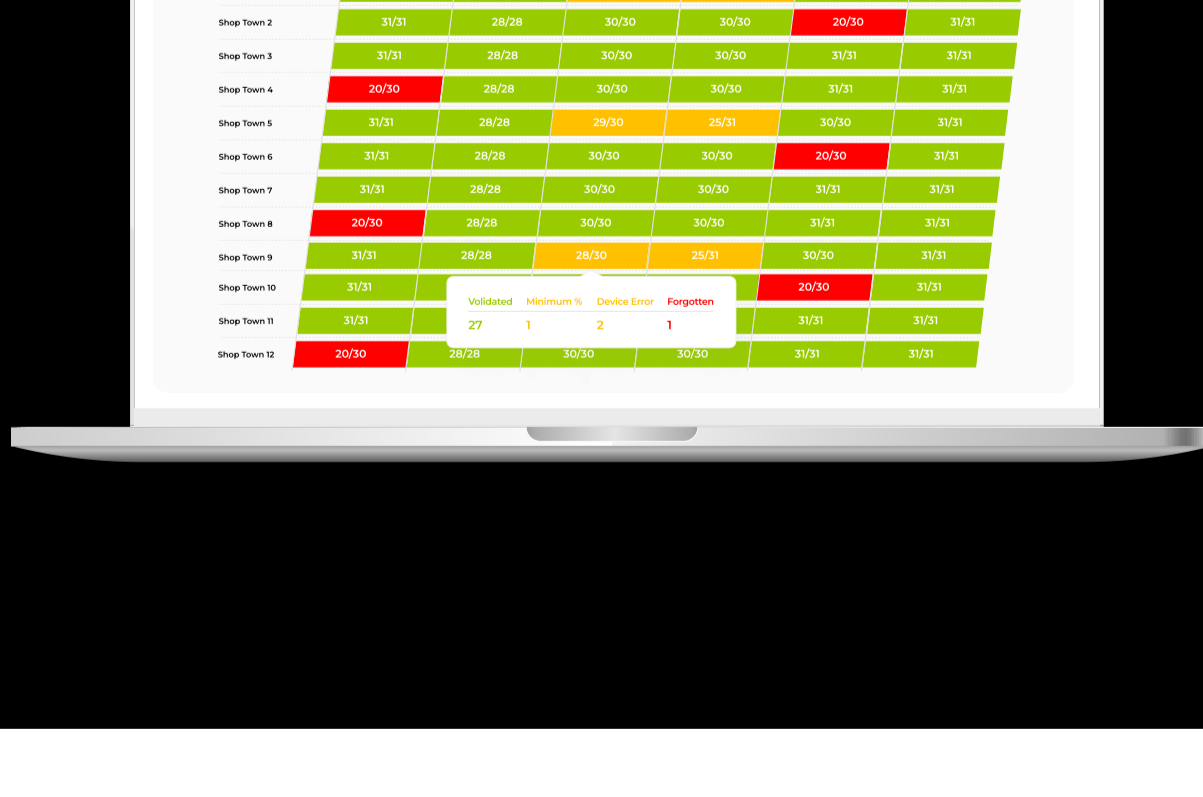 Shop Town 2 31/31 28/28 30/30 30/30 20/30 31/31
Shop Town 3 31/31 28/28 30/30 30/30 31/31 31/31
Shop Town 4 20/30 28/28 30/30 30/30 31/31 31/31
Shop Town 5 31/31 28/28 29/30 25/31 30/30 31/31
Shop Town 6 31/31 28/28 30/30 30/30 20/30 31/31
Shop Town 7 31/31 28/28 30/30 30/30 31/31 31/31
Shop Town 8 20/30 28/28 30/30 30/30 31/31 31/31
Shop Town 9 31/31 28/28 28/30 25/31 30/30 31/31
Shop Town 10 31/31 20/30 31/31
Volidated Minimum % Device Error Forgotten
Shop Town 11 31/31 31/31 31/31
27 1 2 1
Shop Town 12 20/30 28/28 30/30 30/30 31/31 31/31